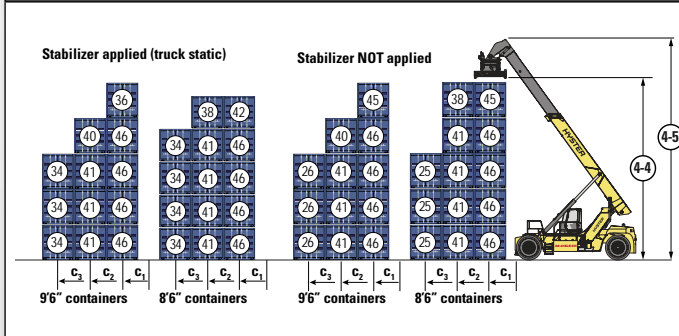 Stabilizer applied (truck static)
36
40 46
34 41 46
34 41 46
34 41 46
C3 C2 C1
9'6" containers
38 42
34 41 46
34 41 46
34 41 46
34 41 46
C3 C2 C1
8'6" containers
Stabilizer NOT applied
45
40 46
26 41 46
26 41 46
26 41 46
C3 C2 C1
9'6" containers
38 45
41 46
25 41 46
25 41 46
25 41 46
C3 C2 C1
8'6" containers
HYSTER
4-4
4-5